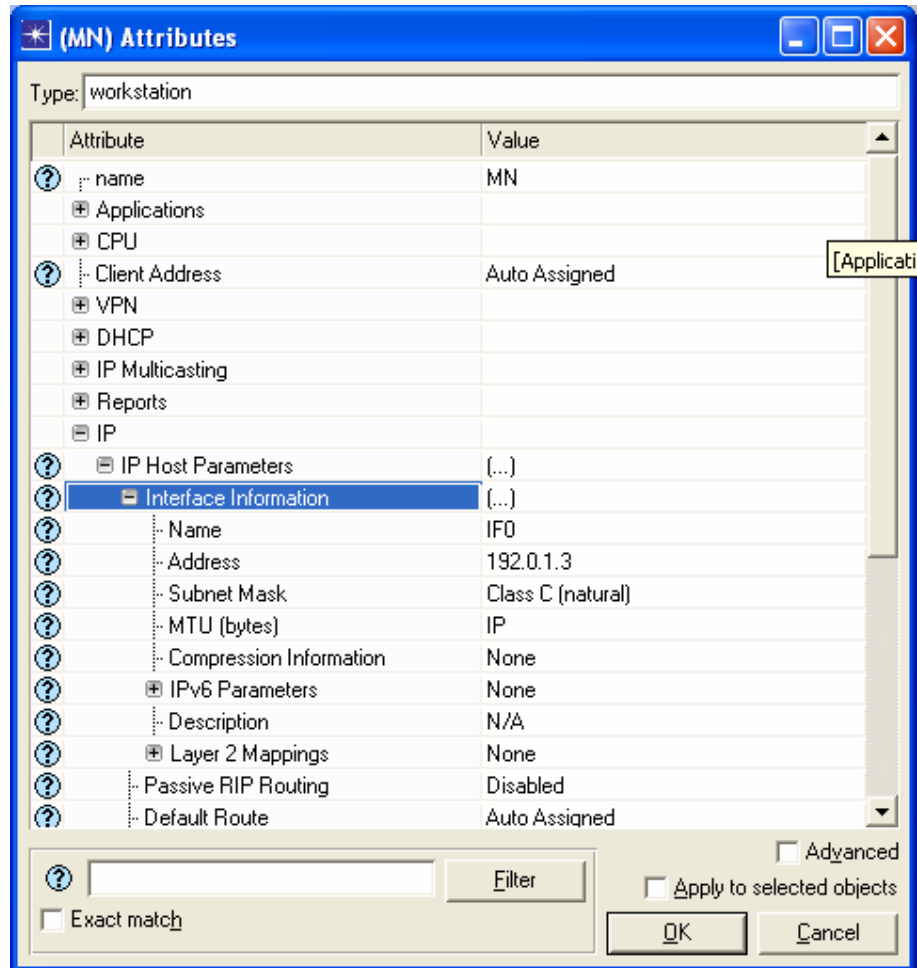 (MN) Attributes
Type: workstation
Attribute Value
name MN
Applications
CPU
[Applicati
Client Address Auto Assigned
VPN
DHCP
IP Multicasting
Reports
IP
IP Host Parameters (...)
Interface Information (...)
Name IF0
Address 192.0.1.3
Subnet Mask Class C (natural)
MTU (bytes) IP
Compression Information None
IPv6 Parameters None
Description N/A
Layer 2 Mappings None
Passive RIP Routing Disabled
Default Route Auto Assigned
Advanced
Filter
Apply to selected objects
Exact match
OK Cancel